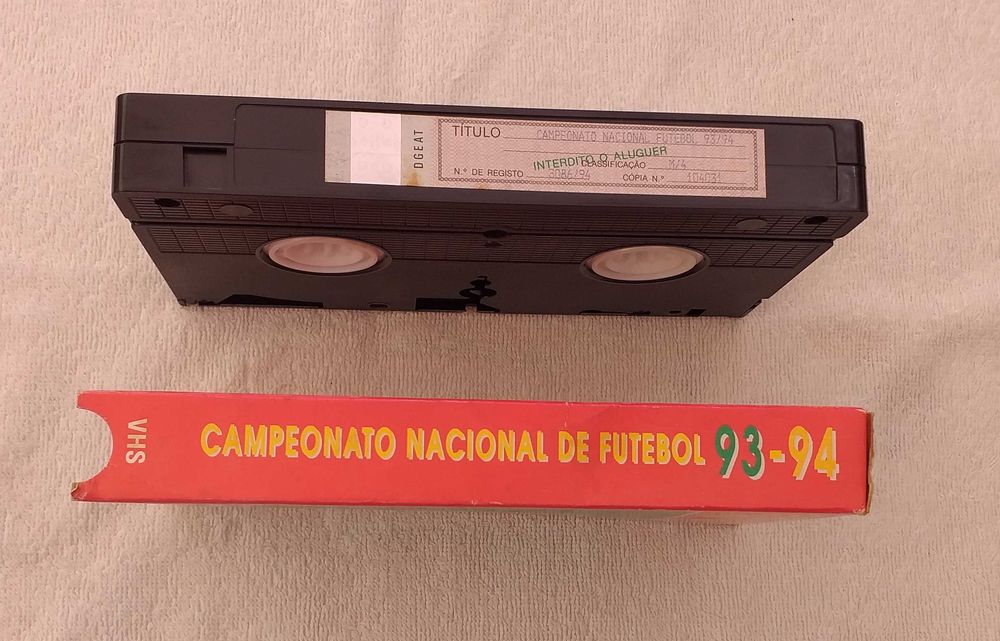 DGEAT
TÍTULO CAMPEONATO NACIONAL FUTEBOL 93/94
INTERDITO O ALUGUER
CLASSIFICAÇÃO M/4
N.º DE REGISTO 3086/94 CÓPIA N.º 104031
VHS
CAMPEONATO NACIONAL DE FUTEBOL 93-94